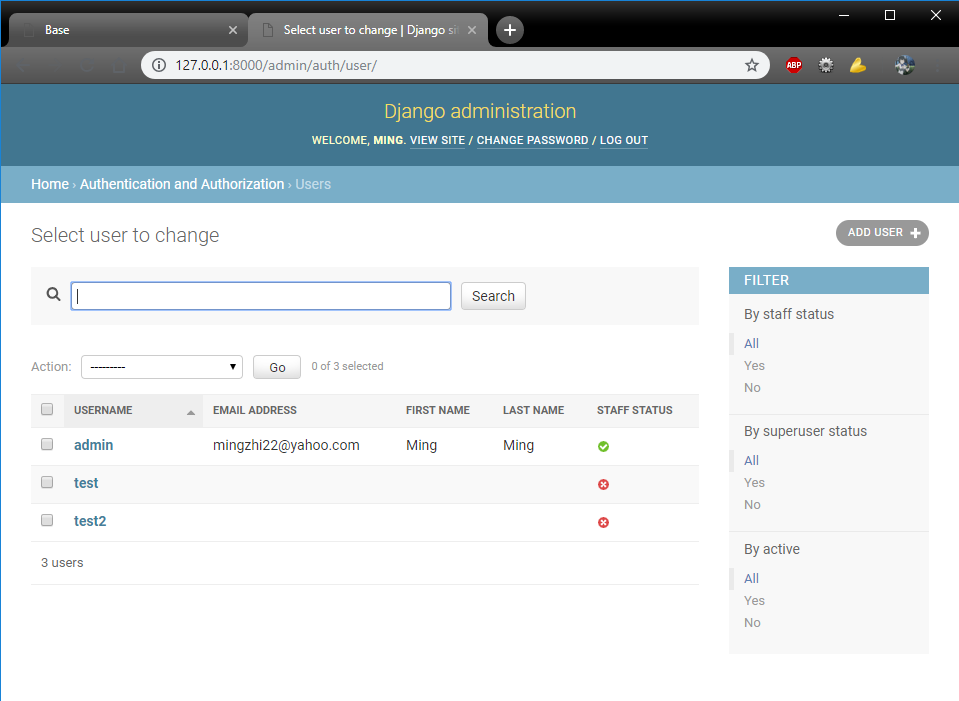 Base
Select user to change | Django si
127.0.0.1:8000/admin/auth/user/
ABP
Django administration
WELCOME, MING. VIEW SITE / CHANGE PASSWORD / LOG OUT
Home › Authentication and Authorization › Users
Select user to change
ADD USER
Search
Action:
---------
Go
0 of 3 selected
USERNAME EMAIL ADDRESS FIRST NAME LAST NAME STAFF STATUS
admin mingzhi22@yahoo.com Ming Ming
test
test2
3 users
FILTER
By staff status
All
Yes
No
By superuser status
All
Yes
No
By active
All
Yes
No